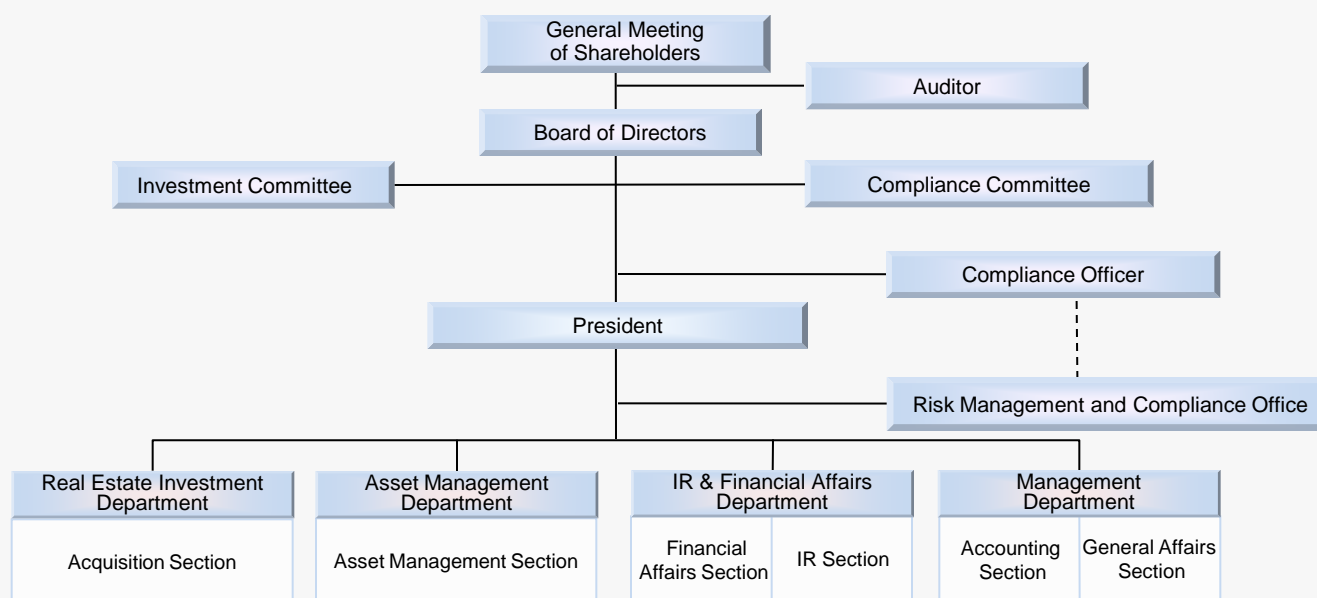 General Meeting
of Shareholders
Auditor
Board of Directors
Investment Committee
Compliance Committee
Compliance Officer
President
Risk Management and Compliance Office
Real Estate Investment
Department
Acquisition Section
Asset Management
Department
Asset Management Section
IR & Financial Affairs
Department
Financial
Affairs Section
IR Section
Management
Department
Accounting
Section
General Affairs
Section